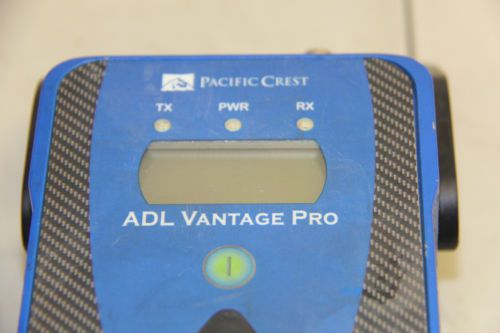 PACIFIC CREST
TX PWR RX
ADL VANTAGE PRO